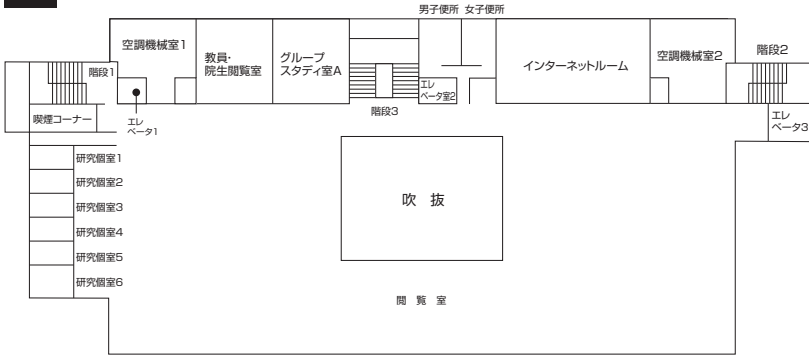 男子便所 女子便所
空調機械室1
教員・
院生閲覧室
グループ
スタディ室A
インターネットルーム
空調機械室2
階段2
階段1
エレ
ベータ室2
階段3
喫煙コーナー
エレ
ベータ1
エレ
ベータ3
研究個室1
研究個室2
研究個室3
研究個室4
研究個室5
研究個室6
吹 抜
閲 覧 室